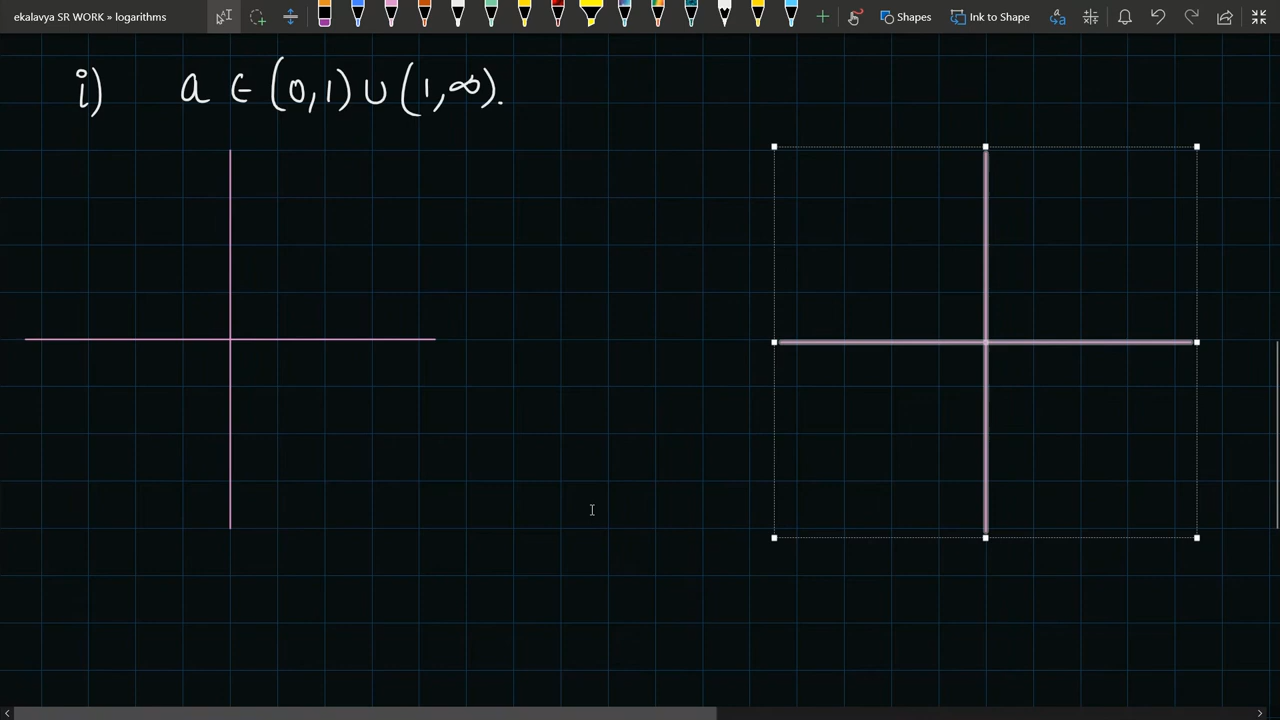 ekalavya SR WORK » logarithms
Shapes
Ink to Shape
i) a ∈ (0,1) ∪ (1,∞).